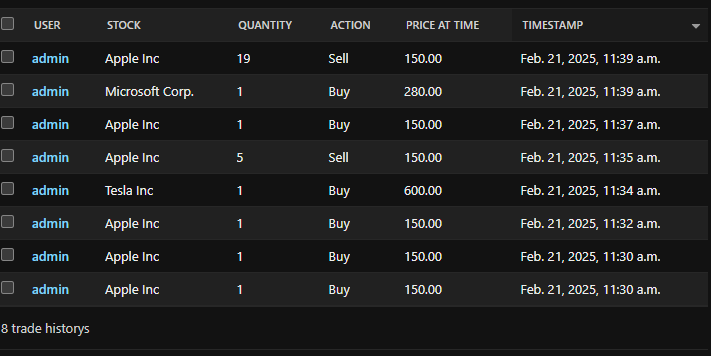 USER STOCK QUANTITY ACTION PRICE AT TIME TIMESTAMP
admin Apple Inc 19 Sell 150.00 Feb. 21, 2025, 11:39 a.m.
admin Microsoft Corp. 1 Buy 280.00 Feb. 21, 2025, 11:39 a.m.
admin Apple Inc 1 Buy 150.00 Feb. 21, 2025, 11:37 a.m.
admin Apple Inc 5 Sell 150.00 Feb. 21, 2025, 11:35 a.m.
admin Tesla Inc 1 Buy 600.00 Feb. 21, 2025, 11:34 a.m.
admin Apple Inc 1 Buy 150.00 Feb. 21, 2025, 11:32 a.m.
admin Apple Inc 1 Buy 150.00 Feb. 21, 2025, 11:30 a.m.
admin Apple Inc 1 Buy 150.00 Feb. 21, 2025, 11:30 a.m.
8 trade historys